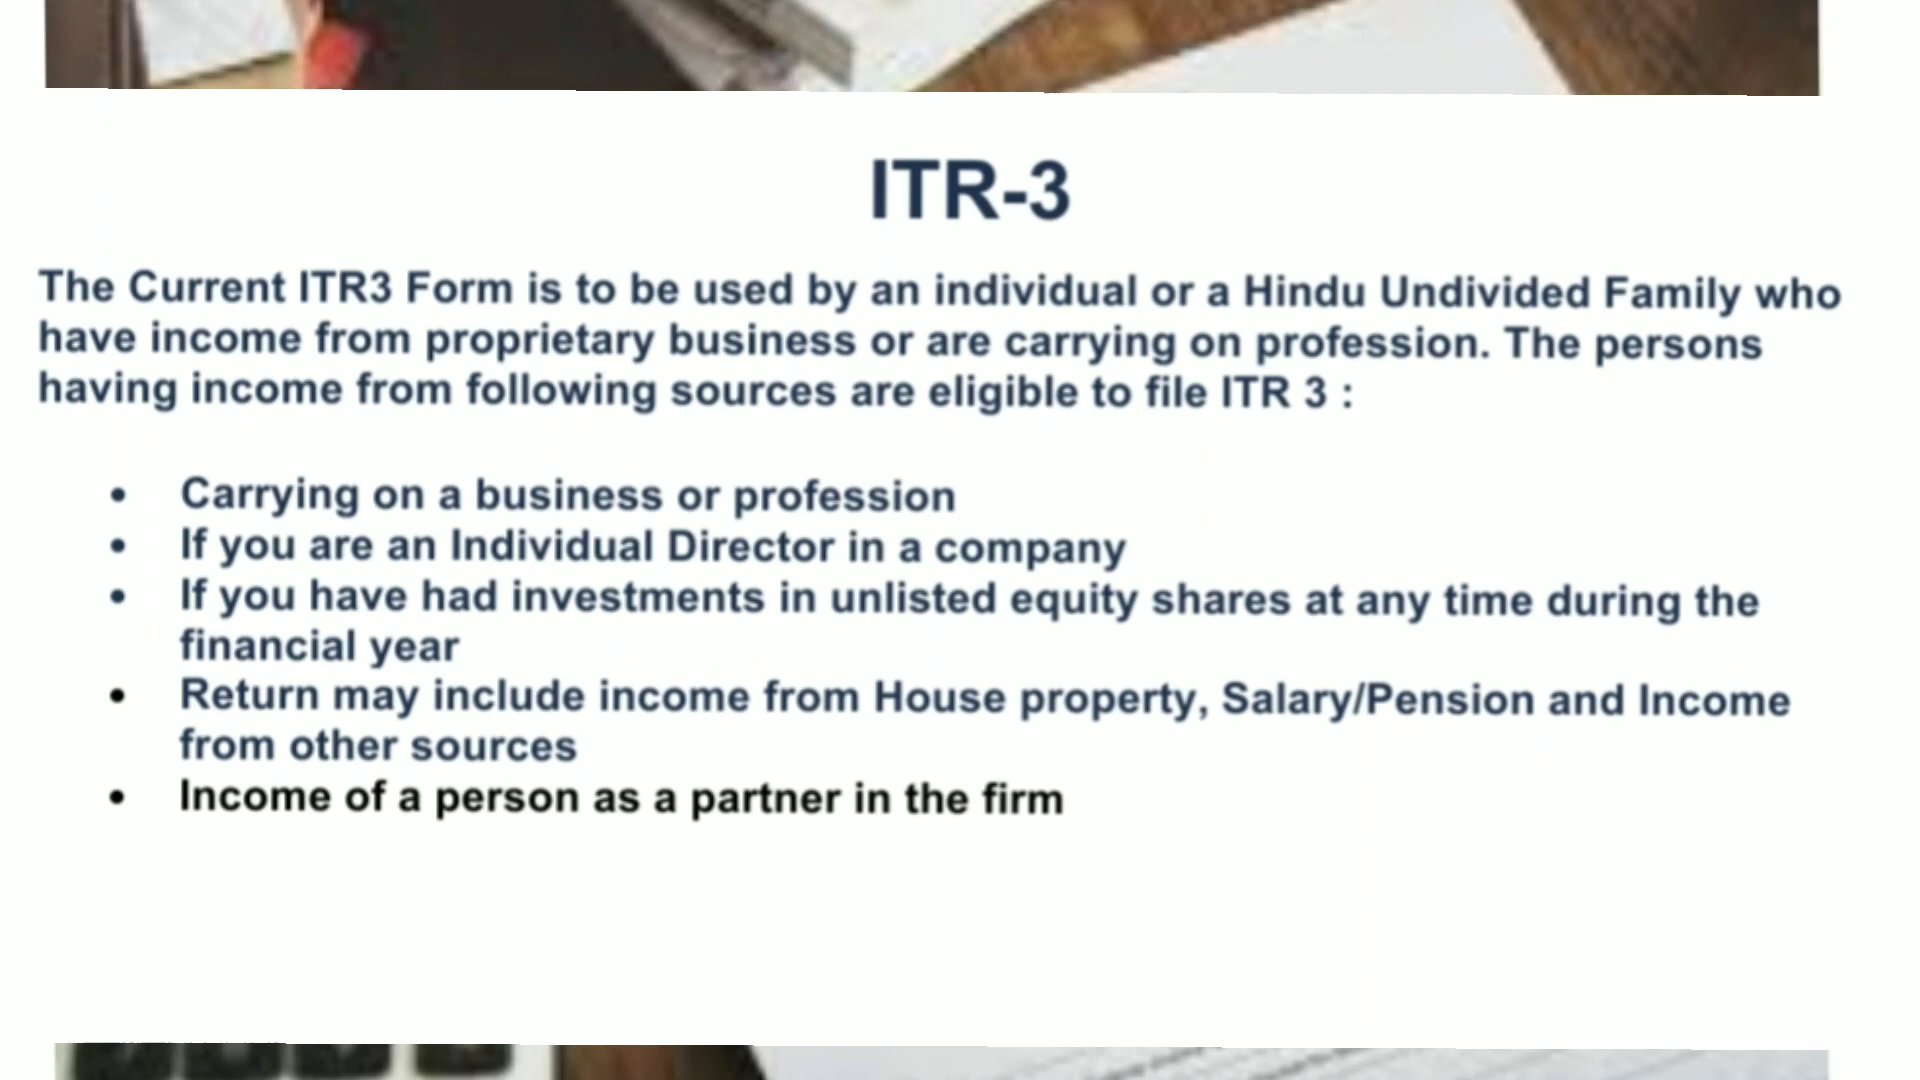 ITR-3
The Current ITR3 Form is to be used by an individual or a Hindu Undivided Family who
have income from proprietary business or are carrying on profession. The persons
having income from following sources are eligible to file ITR 3 :
• Carrying on a business or profession
• If you are an Individual Director in a company
• If you have had investments in unlisted equity shares at any time during the
financial year
• Return may include income from House property, Salary/Pension and Income
from other sources
• Income of a person as a partner in the firm